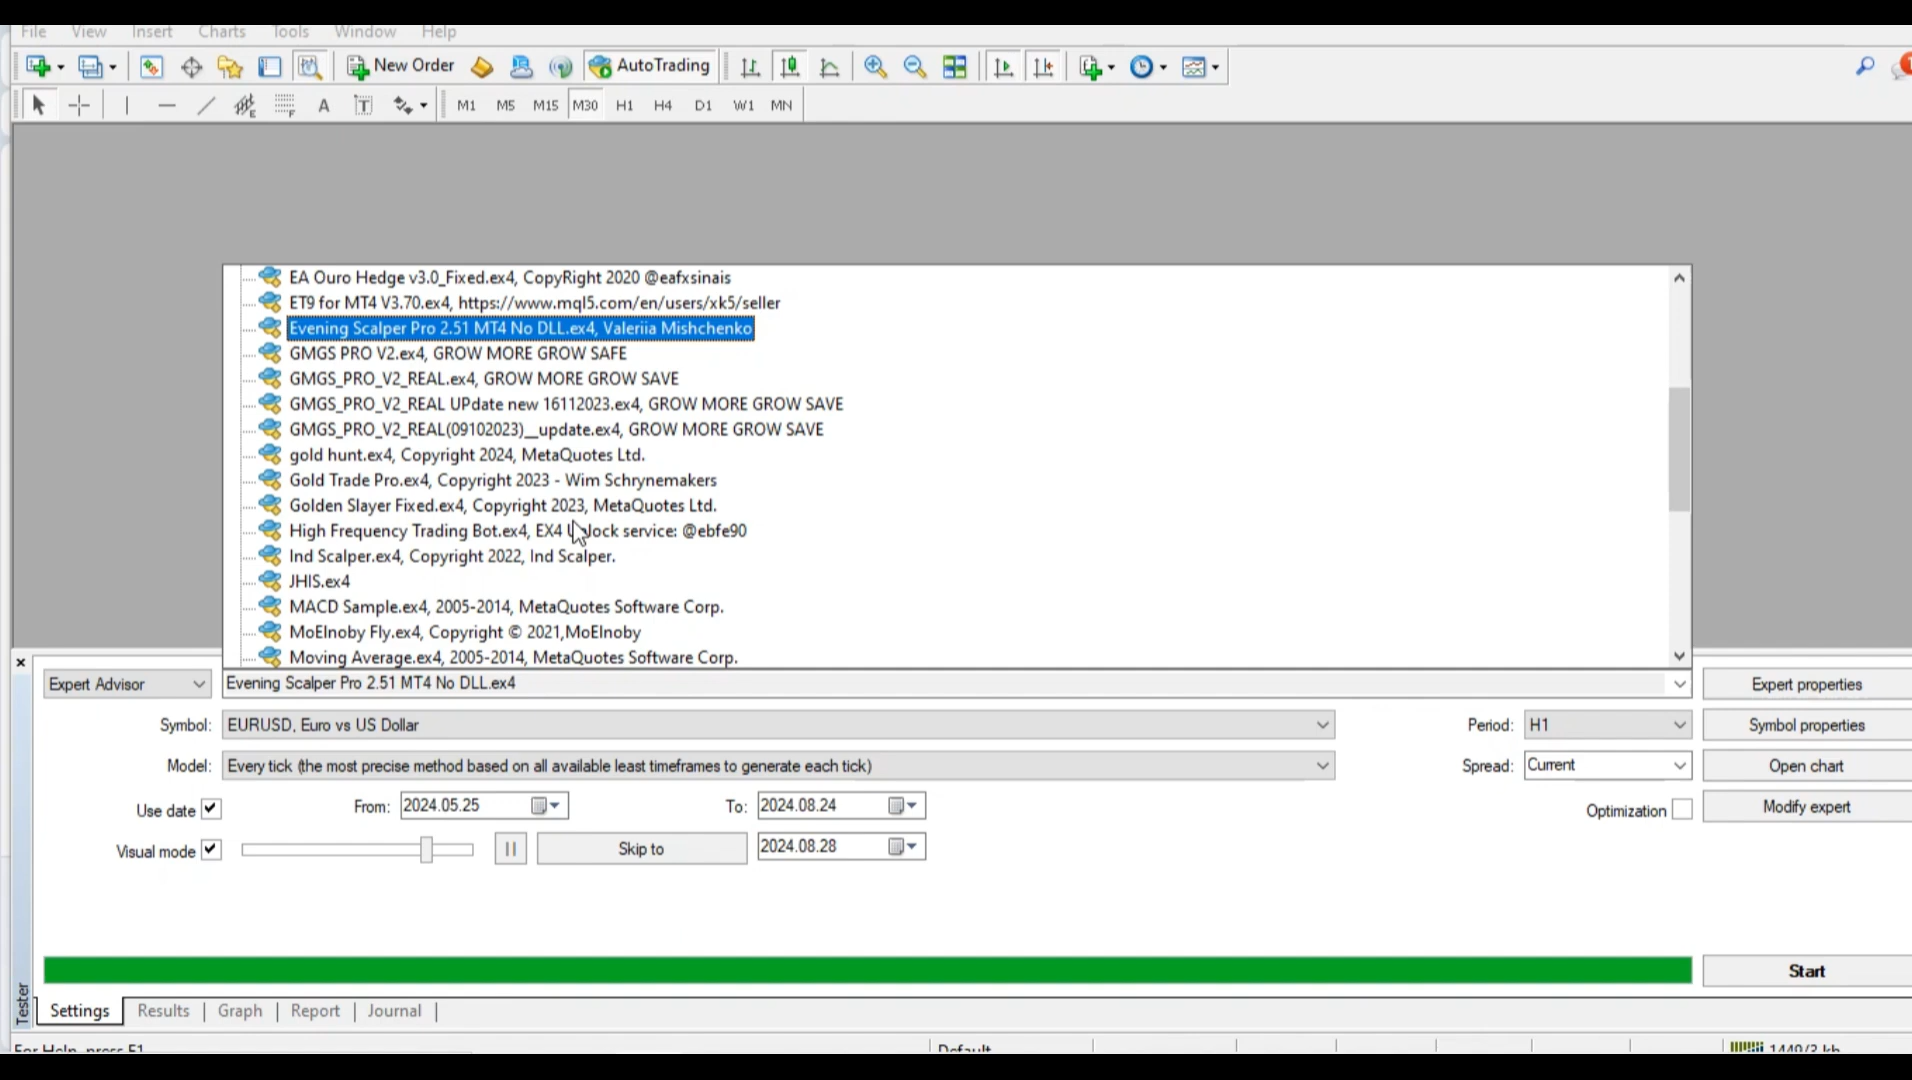 File View Insert Charts Tools Window Help
New Order AutoTrading
A T M1 M5 M15 M30 H1 H4 D1 W1 MN
EA Ouro Hedge v3.0_Fixed.ex4, CopyRight 2020 @eafxsinais
ET9 for MT4 V3.70.ex4, https://www.mql5.com/en/users/xk5/seller
Evening Scalper Pro 2.51 MT4 No DLL.ex4, Valeriia Mishchenko
GMGS PRO V2.ex4, GROW MORE GROW SAFE
GMGS_PRO_V2_REAL.ex4, GROW MORE GROW SAVE
GMGS_PRO_V2_REAL UPdate new 16112023.ex4, GROW MORE GROW SAVE
GMGS_PRO_V2_REAL(09102023)__update.ex4, GROW MORE GROW SAVE
gold hunt.ex4, Copyright 2024, MetaQuotes Ltd.
Gold Trade Pro.ex4, Copyright 2023 - Wim Schrynemakers
Golden Slayer Fixed.ex4, Copyright 2023, MetaQuotes Ltd.
High Frequency Trading Bot.ex4, EX4 Unlock service: @ebfe90
Ind Scalper.ex4, Copyright 2022, Ind Scalper.
JHIS.ex4
MACD Sample.ex4, 2005-2014, MetaQuotes Software Corp.
MoElnoby Fly.ex4, Copyright © 2021,MoElnoby
Moving Average.ex4, 2005-2014, MetaQuotes Software Corp.
Expert Advisor Evening Scalper Pro 2.51 MT4 No DLL.ex4 Expert properties
Symbol: EURUSD, Euro vs US Dollar Period: H1 Symbol properties
Model: Every tick (the most precise method based on all available least timeframes to generate each tick) Spread: Current Open chart
Use date From: 2024.05.25 To: 2024.08.24 Optimization Modify expert
Visual mode Skip to 2024.08.28
Start
Tester
Settings Results Graph Report Journal
For Help, press F1 Default